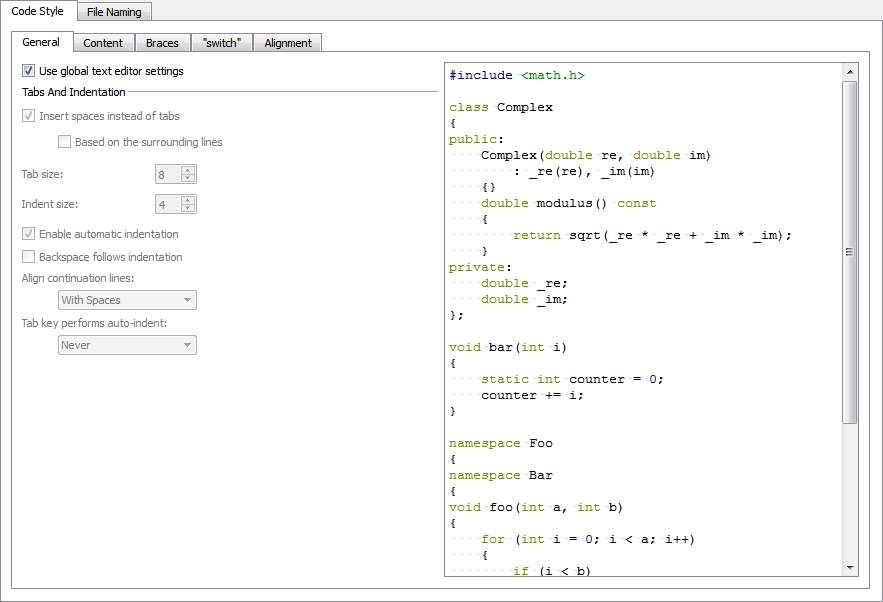 Code Style File Naming
General Content Braces "switch" Alignment
Use global text editor settings
Tabs And Indentation
Insert spaces instead of tabs
Based on the surrounding lines
Tab size: 8
Indent size: 4
Enable automatic indentation
Backspace follows indentation
Align continuation lines:
With Spaces
Tab key performs auto-indent:
Never
#include <math.h>
class Complex
{
public:
    Complex(double re, double im)
        : _re(re), _im(im)
    {}
    double modulus() const
    {
        return sqrt(_re * _re + _im * _im);
    }
private:
    double _re;
    double _im;
};
void bar(int i)
{
    static int counter = 0;
    counter += i;
}
namespace Foo
{
namespace Bar
{
void foo(int a, int b)
{
    for (int i = 0; i < a; i++)
    {
        if (i < b)